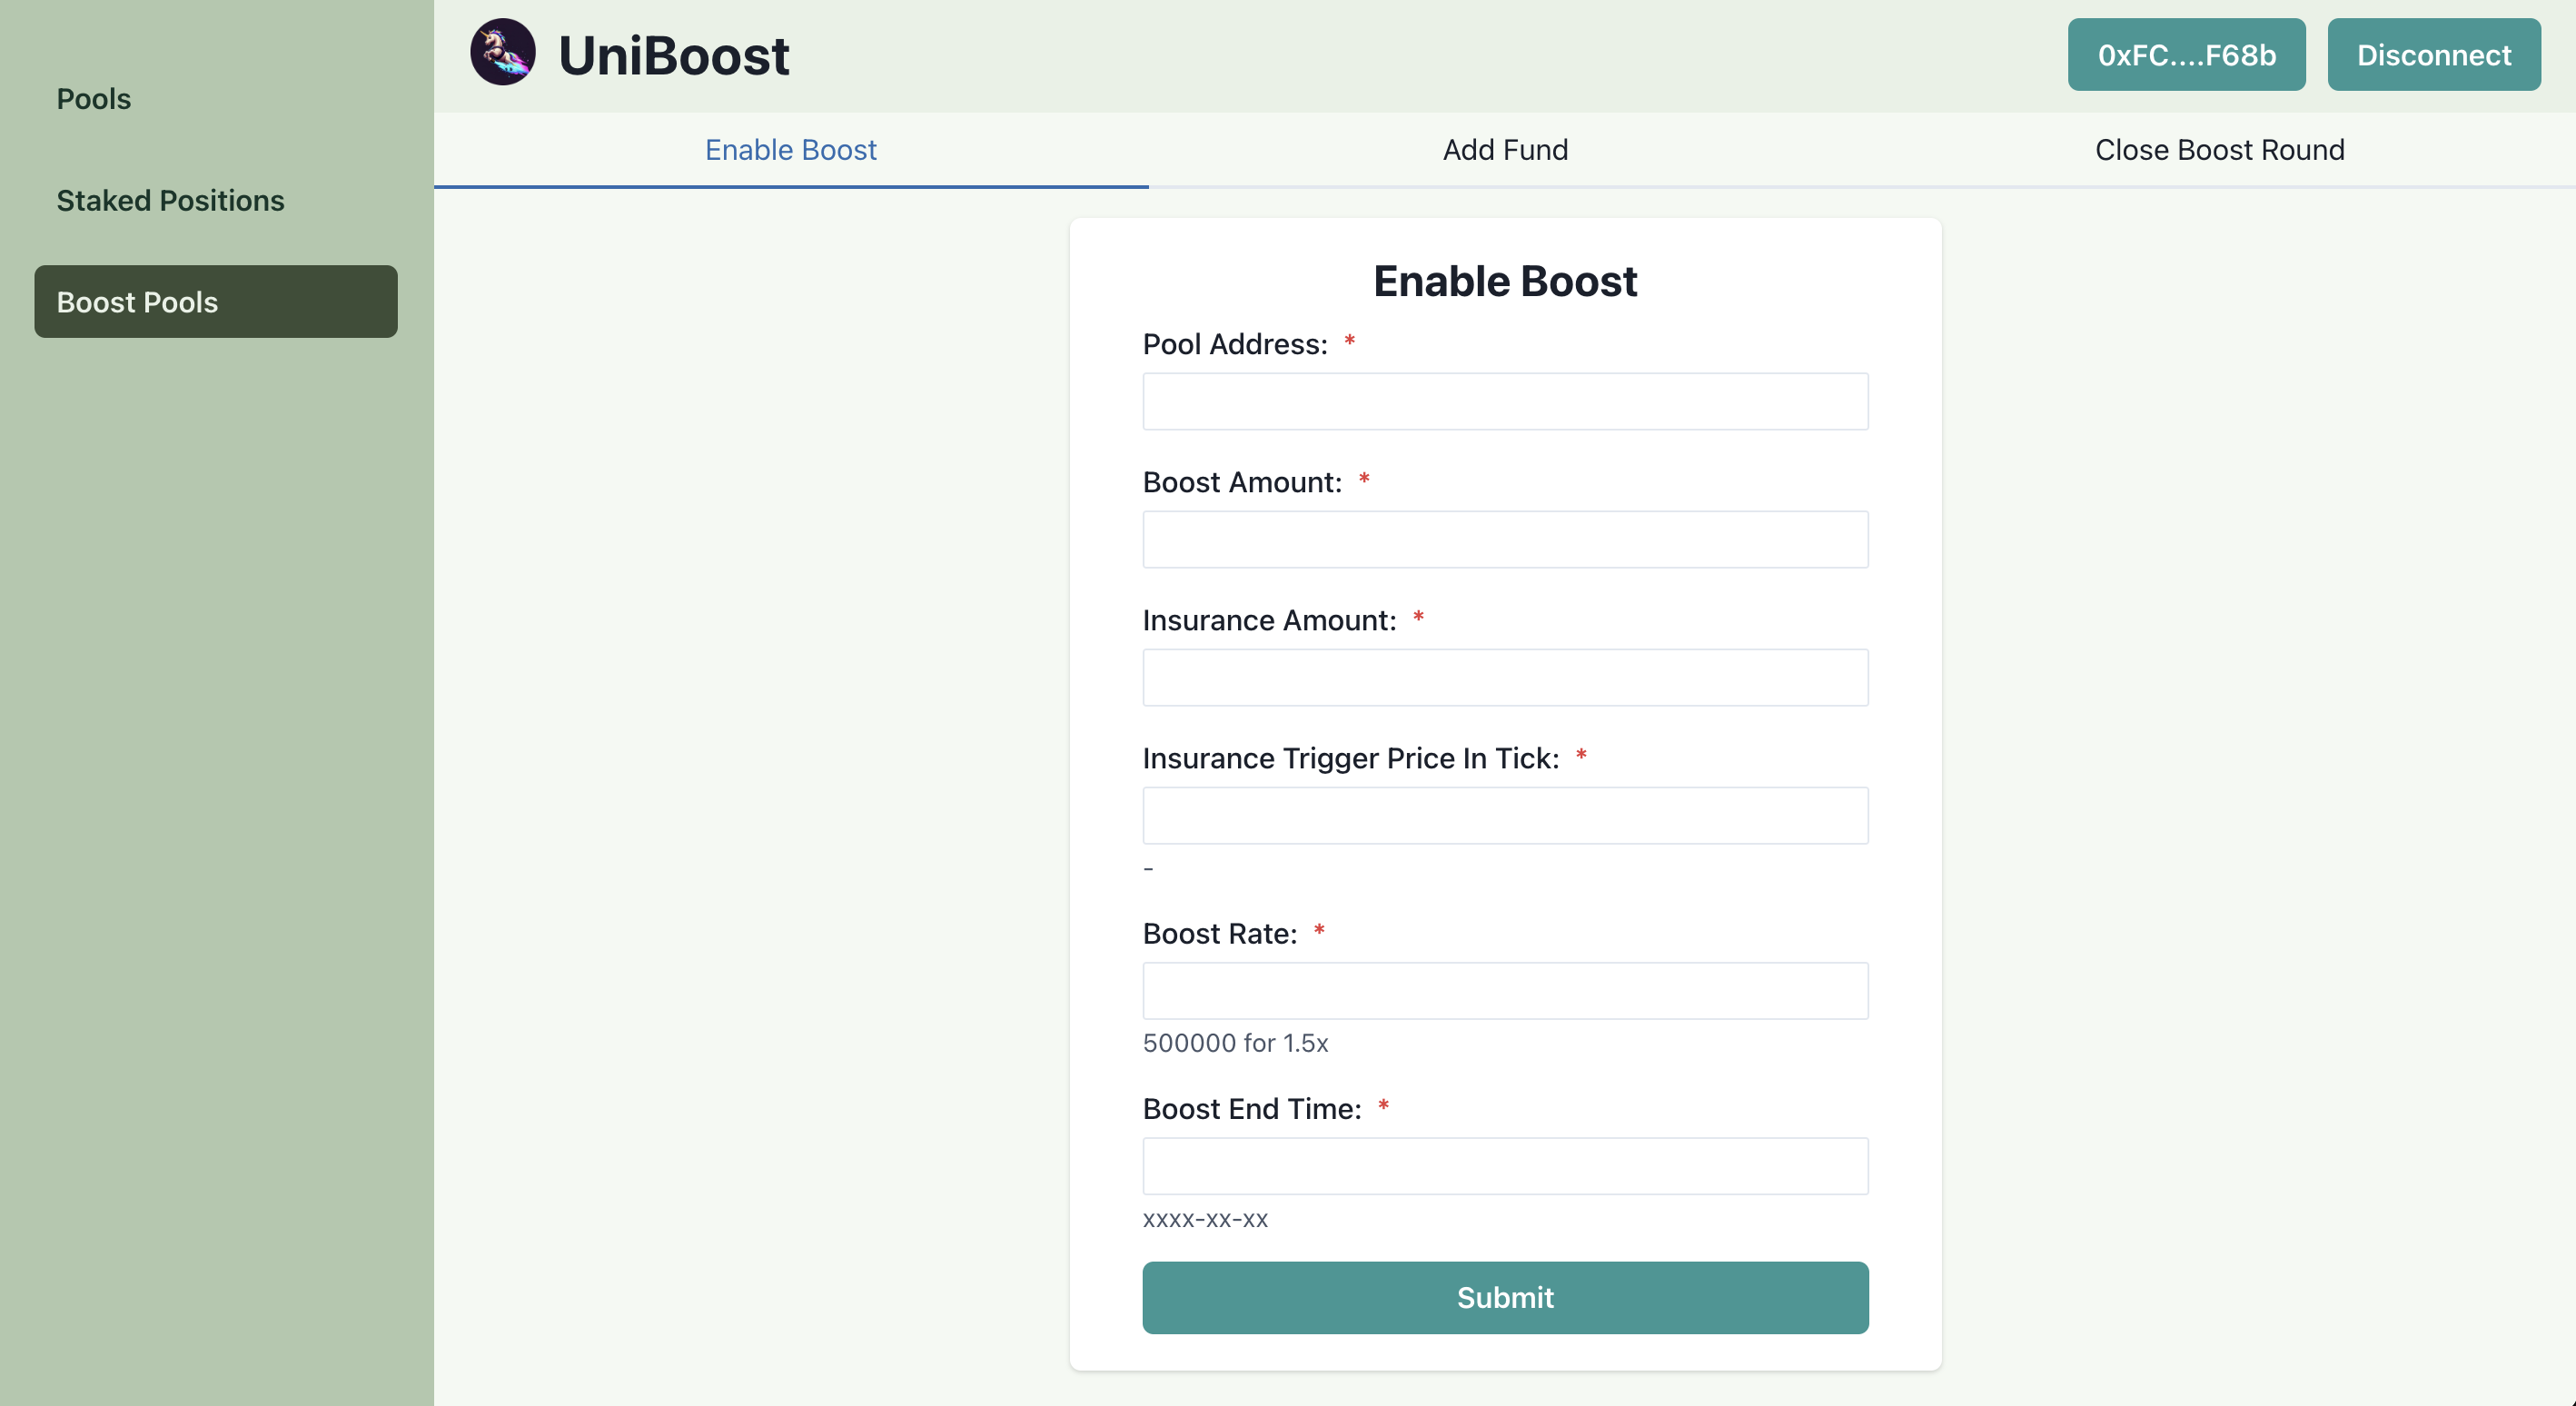 Pools
Staked Positions
Boost Pools
UniBoost
0xFC....F68b
Disconnect
Enable Boost
Add Fund
Close Boost Round
Enable Boost
Pool Address: *
Boost Amount: *
Insurance Amount: *
Insurance Trigger Price In Tick: *
-
Boost Rate: *
500000 for 1.5x
Boost End Time: *
xxxx-xx-xx
Submit